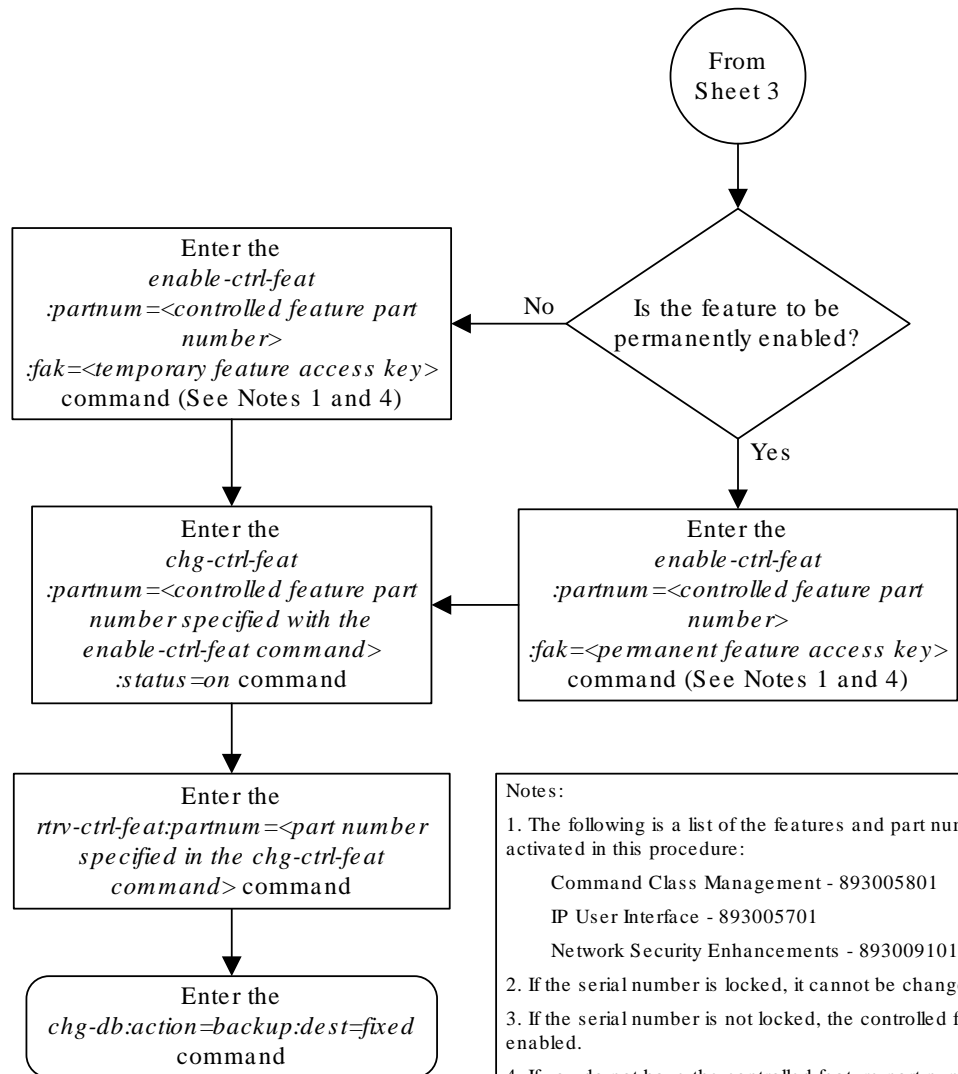 From
Sheet 3
Is the feature to be
permanently enabled?
No
Yes
Enter the
enable-ctrl-feat
:partnum=<controlled feature part
number>
:fak=<temporary feature access key>
command (See Notes 1 and 4)
Enter the
enable-ctrl-feat
:partnum=<controlled feature part
number>
:fak=<permanent feature access key>
command (See Notes 1 and 4)
Enter the
chg-ctrl-feat
:partnum=<controlled feature part
number specified with the
enable-ctrl-feat command>
:status=on command
Enter the
rtrv-ctrl-feat:partnum=<part number
specified in the chg-ctrl-feat
command> command
Enter the
chg-db:action=backup:dest=fixed
command
Notes:
1. The following is a list of the features and part
activated in this procedure:
Command Class Management - 893005801
IP User Interface - 893005701
Network Security Enhancements - 893009101
2. If the serial number is locked, it cannot be
3. If the serial number is not locked, the controlled
enabled.